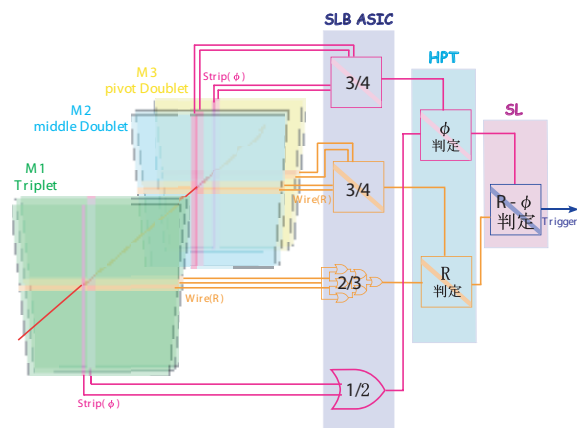 SLB ASIC
HPT
SL
M3
pivot Doublet
M2
middle Doublet
M1
Triplet
Strip(φ)
3/4
φ
判定
Wire(R)
3/4
R-φ
判定
Trigger
R
判定
2/3
Wire(R)
1/2
Strip(φ)